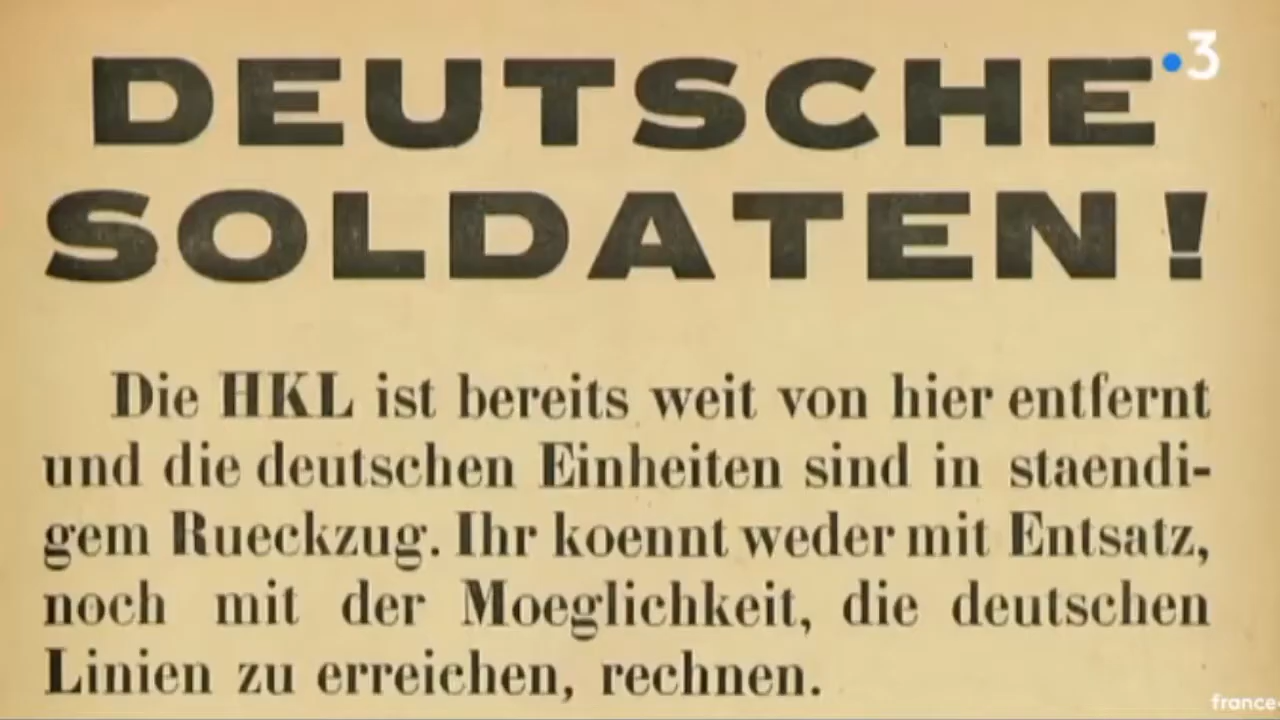 DEUTSCHE
SOLDATEN !
Die HKL ist bereits weit von hier entfernt
und die deutschen Einheiten sind in staendi-
gem Rueckzug. Ihr koennt weder mit Entsatz,
noch mit der Moeglichkeit, die deutschen
Linien zu erreichen, rechnen.
3
france